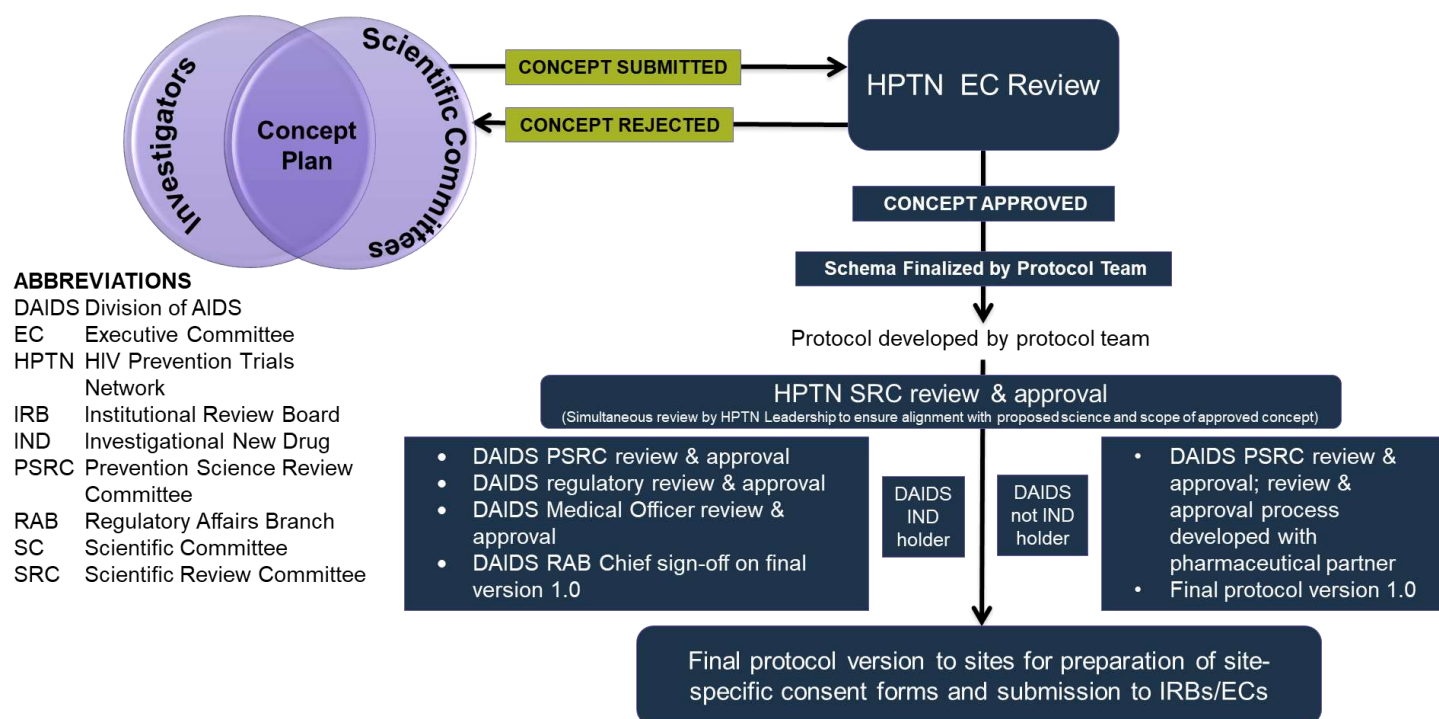 Investigators
Concept
Plan
Scientific Committees
CONCEPT SUBMITTED
CONCEPT REJECTED
HPTN EC Review
CONCEPT APPROVED
Schema Finalized by Protocol Team
Protocol developed by protocol team
HPTN SRC review & approval
(Simultaneous review by HPTN Leadership to ensure alignment with proposed science and scope of approved concept)
• DAIDS PSRC review & approval
• DAIDS regulatory review & approval
• DAIDS Medical Officer review &
approval
• DAIDS RAB Chief sign-off on final
version 1.0
DAIDS
IND
holder
DAIDS
not IND
holder
• DAIDS PSRC review &
approval; review &
approval process
developed with
pharmaceutical partner
• Final protocol version 1.0
Final protocol version to sites for preparation of site-
specific consent forms and submission to IRBs/ECs
ABBREVIATIONS
DAIDS Division of AIDS
EC Executive Committee
HPTN HIV Prevention Trials
Network
IRB Institutional Review Board
IND Investigational New Drug
PSRC Prevention Science Review
Committee
RAB Regulatory Affairs Branch
SC Scientific Committee
SRC Scientific Review Committee